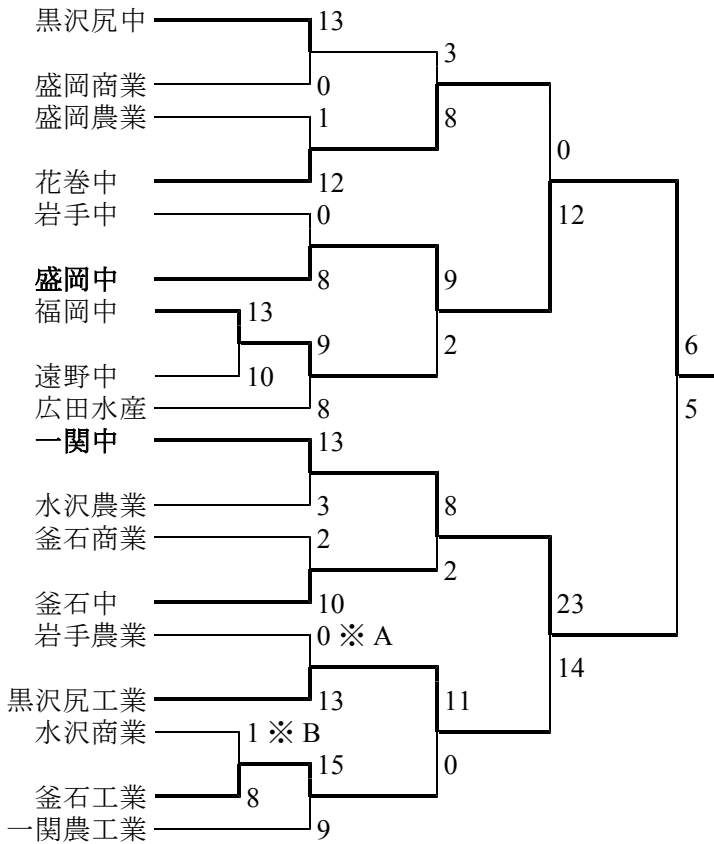 黒沢尻中 13
3
盛岡商業 0
盛岡農業 1
8
0
花巻中 12
岩手中 0
12
盛岡中 8
9
福岡中 13
9
2
6
遠野中 10
広田水産 8
5
一関中 13
水沢農業 3
8
釜石商業 2
2
釜石中 10
23
岩手農業 0 ※ A
14
黒沢尻工業 13
11
水沢商業 1 ※ B
15
0
釜石工業 8
一関農工業 9